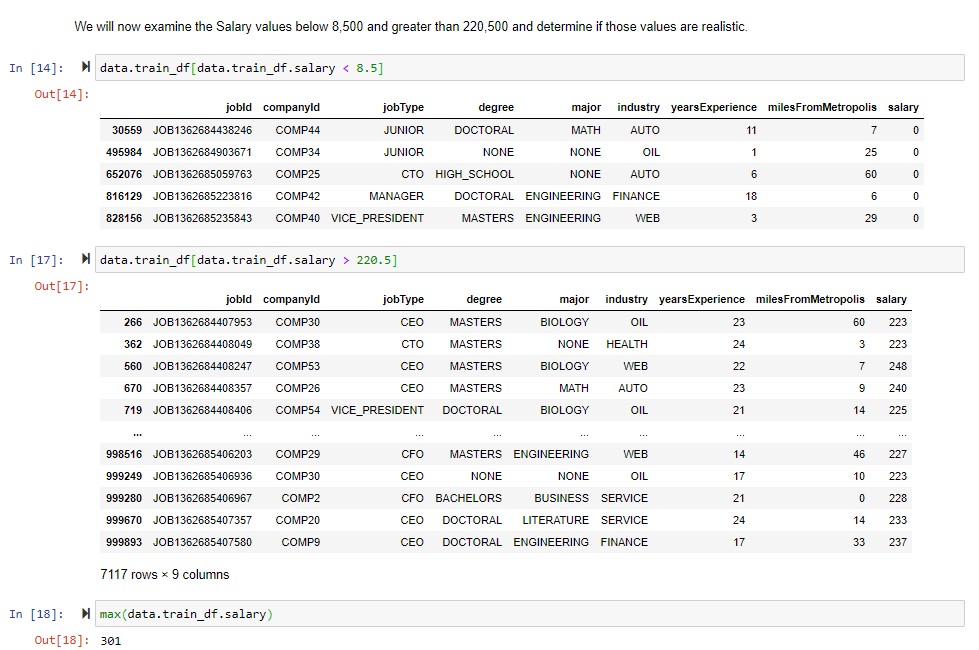 We will now examine the Salary values below 8,500 and greater than 220,500 and determine if those values are realistic.
In [14]: data.train_df[data.train_df.salary < 8.5]
Out[14]:
jobId companyId jobType degree major industry yearsExperience milesFromMetropolis salary
30559 JOB1362684438246 COMP44 JUNIOR DOCTORAL MATH AUTO 11 7 0
495984 JOB1362684903671 COMP34 JUNIOR NONE NONE OIL 1 25 0
652076 JOB1362685059763 COMP25 CTO HIGH_SCHOOL NONE AUTO 6 60 0
816129 JOB1362685223816 COMP42 MANAGER DOCTORAL ENGINEERING FINANCE 18 6 0
828156 JOB1362685235843 COMP40 VICE_PRESIDENT MASTERS ENGINEERING WEB 3 29 0
In [17]: data.train_df[data.train_df.salary > 220.5]
Out[17]:
jobId companyId jobType degree major industry yearsExperience milesFromMetropolis salary
266 JOB1362684407953 COMP30 CEO MASTERS BIOLOGY OIL 23 60 223
362 JOB1362684408049 COMP38 CTO MASTERS NONE HEALTH 24 3 223
560 JOB1362684408247 COMP53 CEO MASTERS BIOLOGY WEB 22 7 248
670 JOB1362684408357 COMP26 CEO MASTERS MATH AUTO 23 9 240
719 JOB1362684408406 COMP54 VICE_PRESIDENT DOCTORAL BIOLOGY OIL 21 14 225
... ... ... ... ... ... ... ... ... ...
998516 JOB1362685406203 COMP29 CFO MASTERS ENGINEERING WEB 14 46 227
999249 JOB1362685406936 COMP30 CEO NONE NONE OIL 17 10 223
999280 JOB1362685406967 COMP2 CFO BACHELORS BUSINESS SERVICE 21 0 228
999670 JOB1362685407357 COMP20 CEO DOCTORAL LITERATURE SERVICE 24 14 233
999893 JOB1362685407580 COMP9 CEO DOCTORAL ENGINEERING FINANCE 17 33 237
7117 rows × 9 columns
In [18]: max(data.train_df.salary)
Out[18]: 301